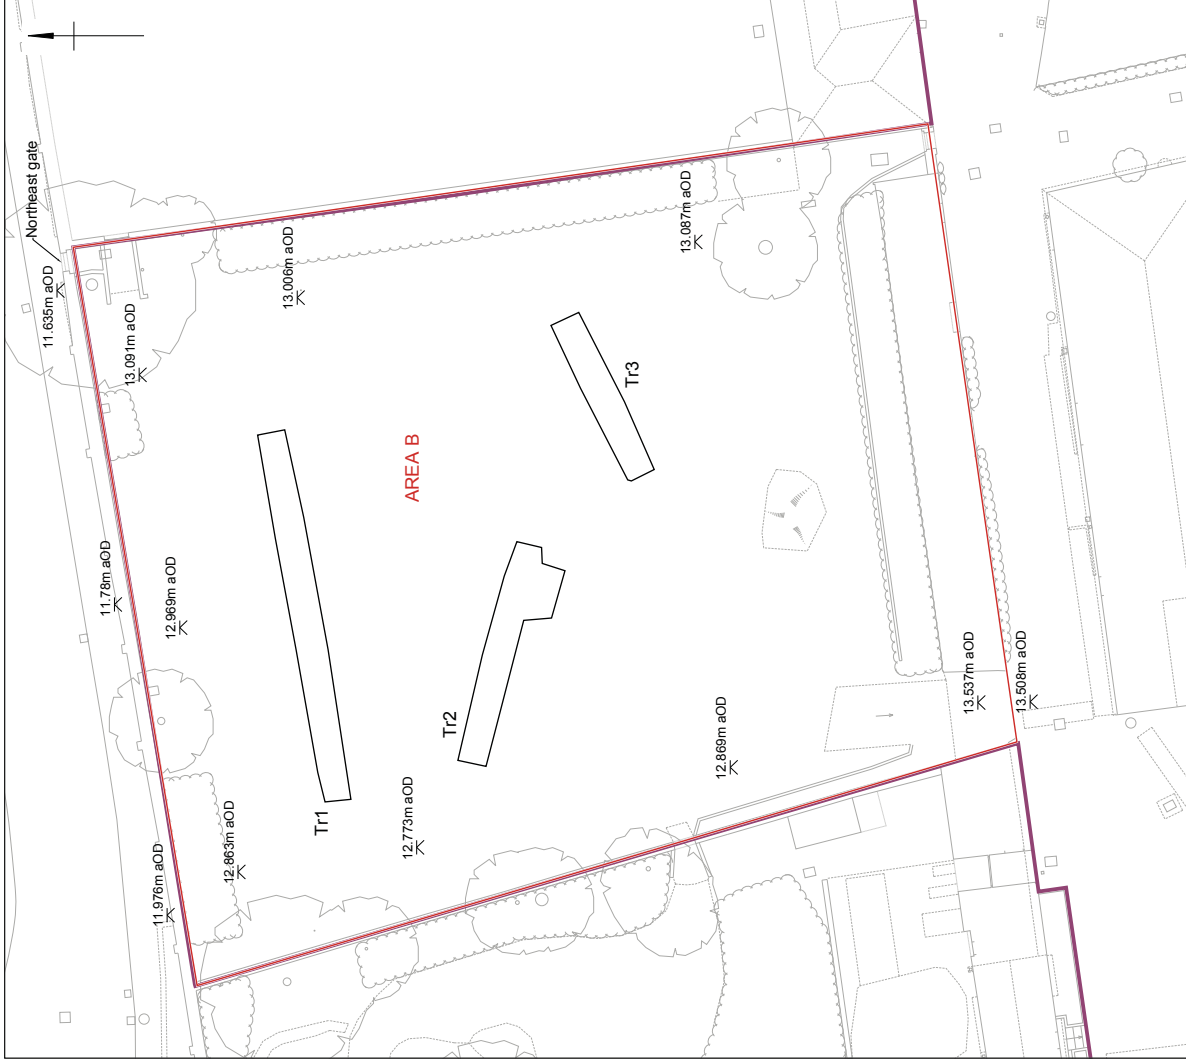 Northeast gate
11.635m aOD
13.091m aOD
13.006m aOD
13.087m aOD
11.78m aOD
12.969m aOD
AREA B
Tr3
Tr2
Tr1
11.976m aOD
12.863m aOD
12.773m aOD
12.869m aOD
13.537m aOD
13.508m aOD